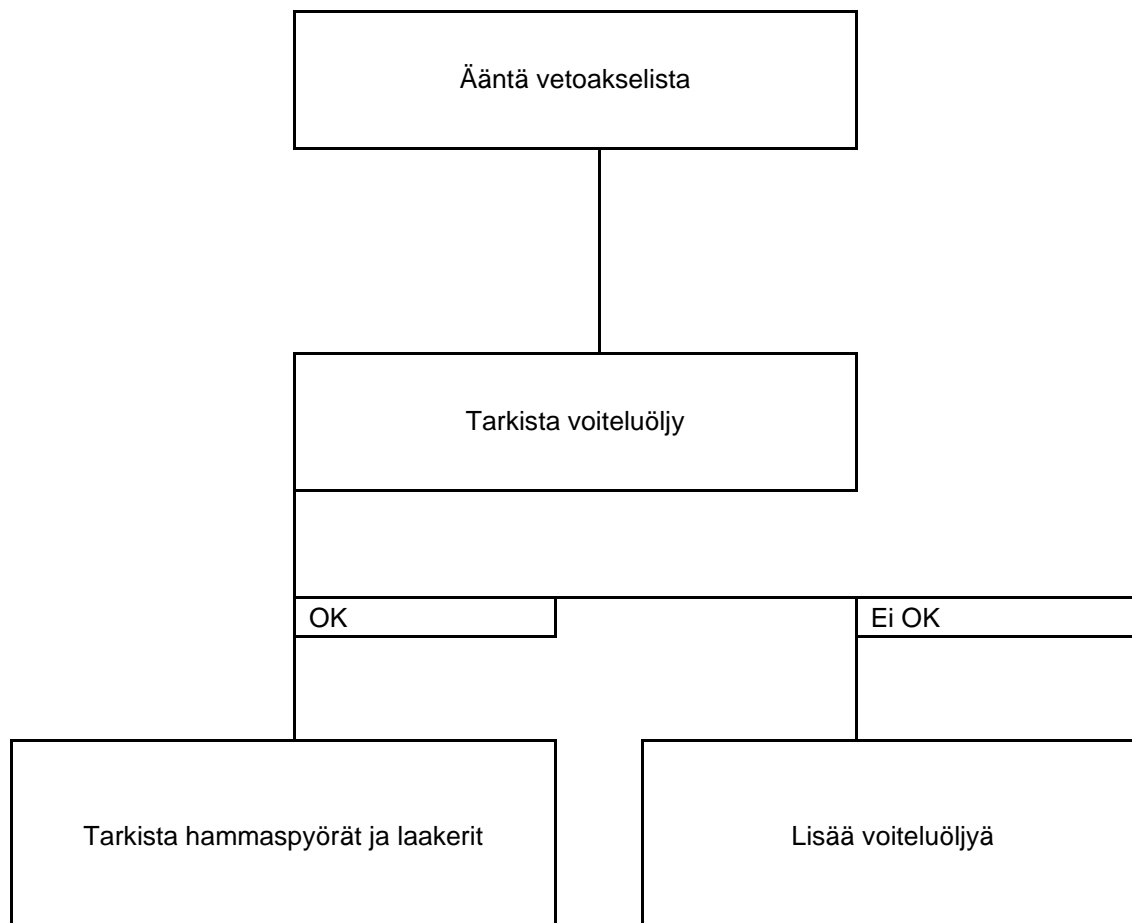 Ääntä vetoakselista
Tarkista voiteluöljy
OK
Ei OK
Tarkista hammaspyörät ja laakerit
Lisää voiteluöljyä